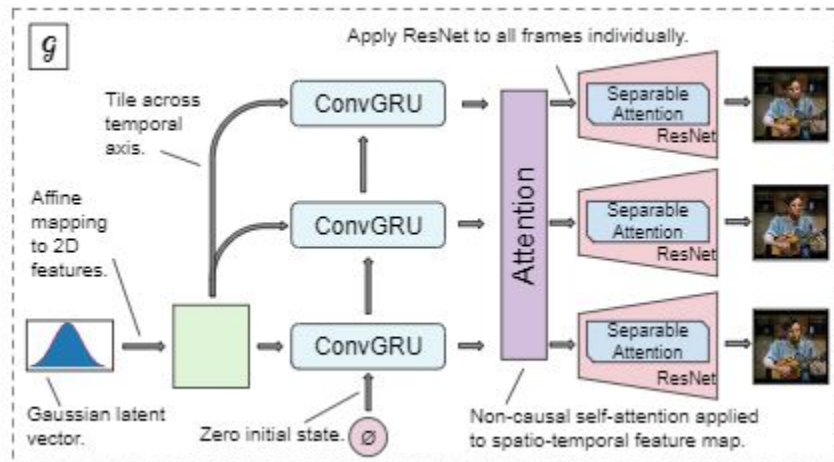 𝒢
Apply ResNet to all frames individually.
Tile across
temporal
axis.
ConvGRU
Attention
Separable
Attention
ResNet
Affine
mapping
to 2D
features.
ConvGRU
Separable
Attention
ResNet
ConvGRU
Separable
Attention
ResNet
Gaussian latent
vector.
Zero initial state.
Ø
Non-causal self-attention applied
to spatio-temporal feature map.